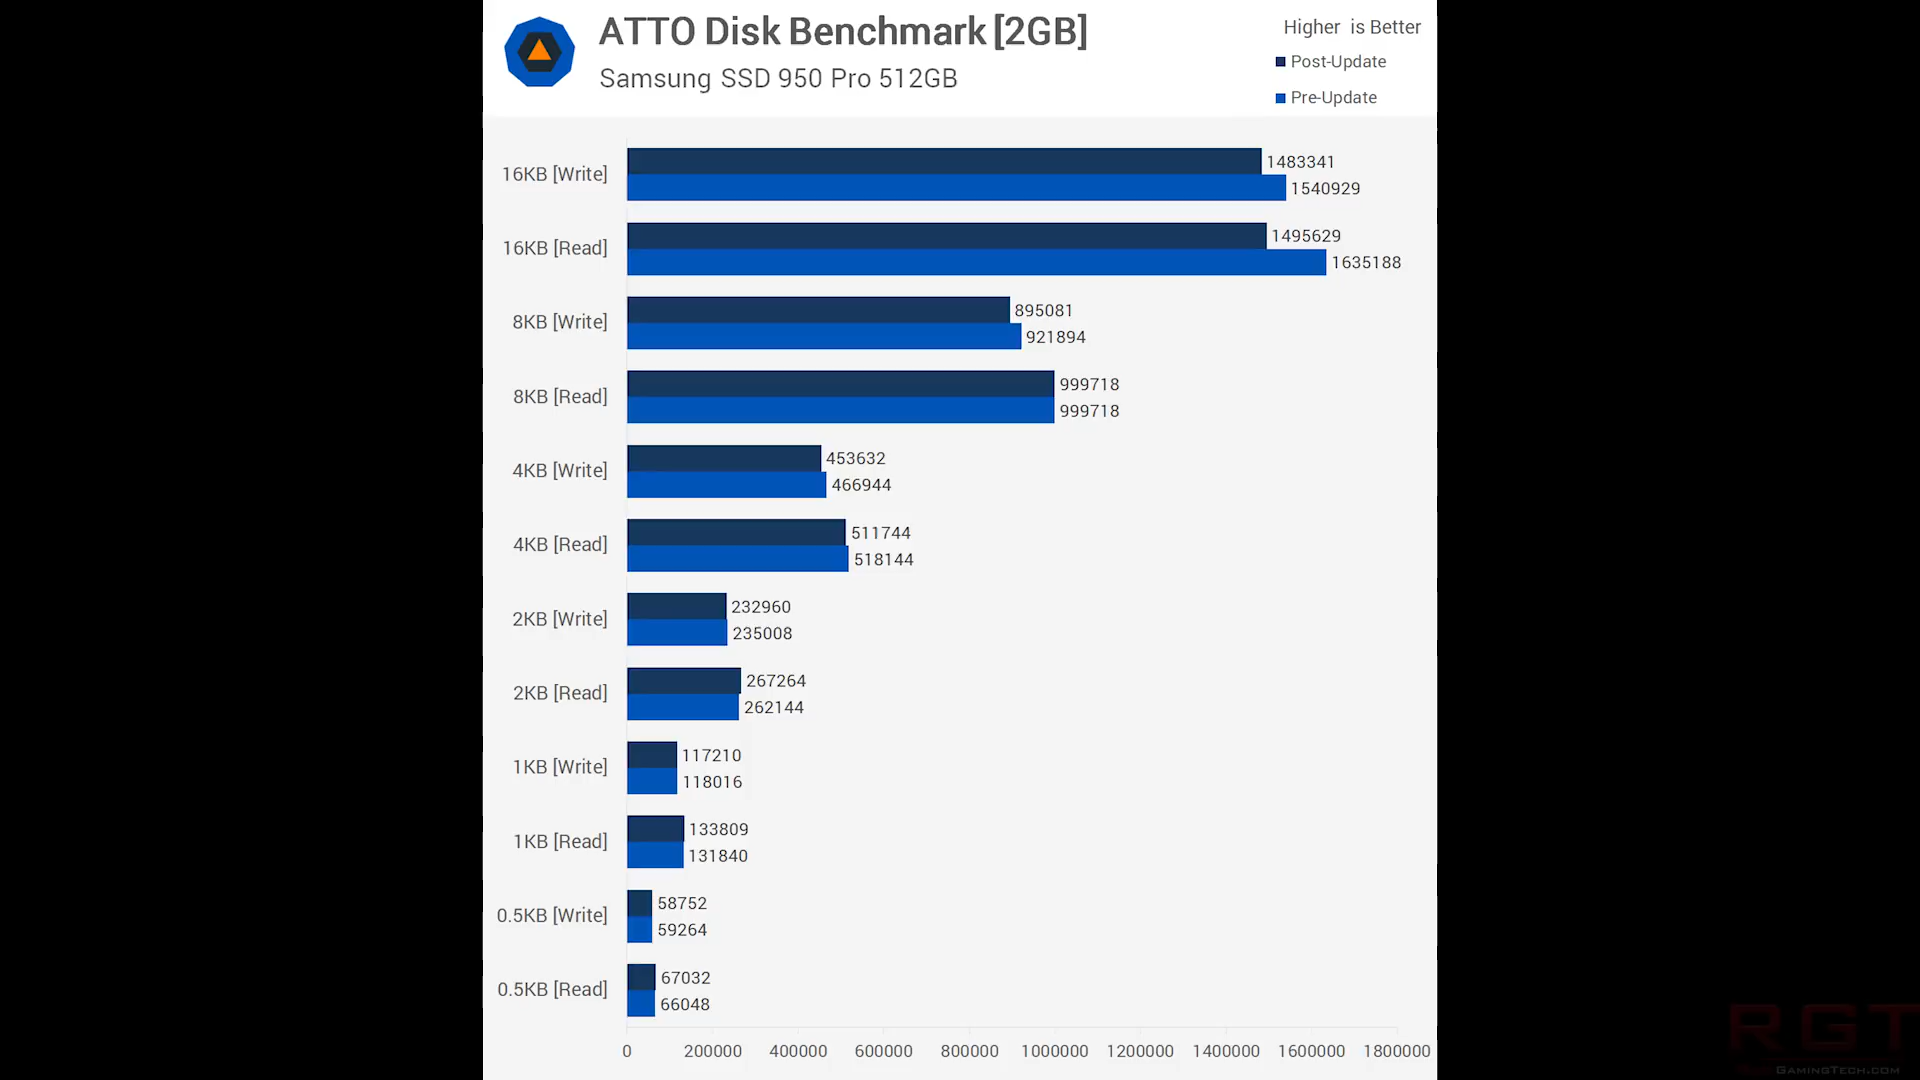 ATTO Disk Benchmark [2GB]
Samsung SSD 950 Pro 512GB
Higher is Better
Post-Update
Pre-Update
16KB [Write]
1483341
1540929
16KB [Read]
1495629
1635188
8KB [Write]
895081
921894
8KB [Read]
999718
999718
4KB [Write]
453632
466944
4KB [Read]
511744
518144
2KB [Write]
232960
235008
2KB [Read]
267264
262144
1KB [Write]
117210
118016
1KB [Read]
133809
131840
0.5KB [Write]
58752
59264
0.5KB [Read]
67032
66048
0 200000 400000 600000 800000 1000000 1200000 1400000 1600000 1800000
RGT
GamingTech.com